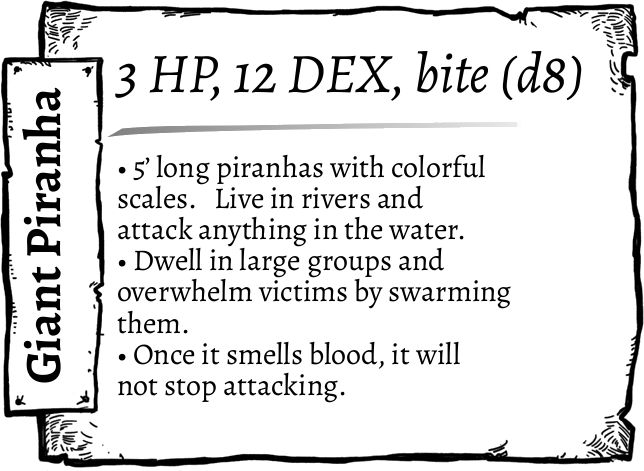 Giant Piranha
3 HP, 12 DEX, bite (d8)
• 5’ long piranhas with colorful
scales.   Live in rivers and
attack anything in the water.
• Dwell in large groups and
overwhelm victims by swarming
them.
• Once it smells blood, it will
not stop attacking.